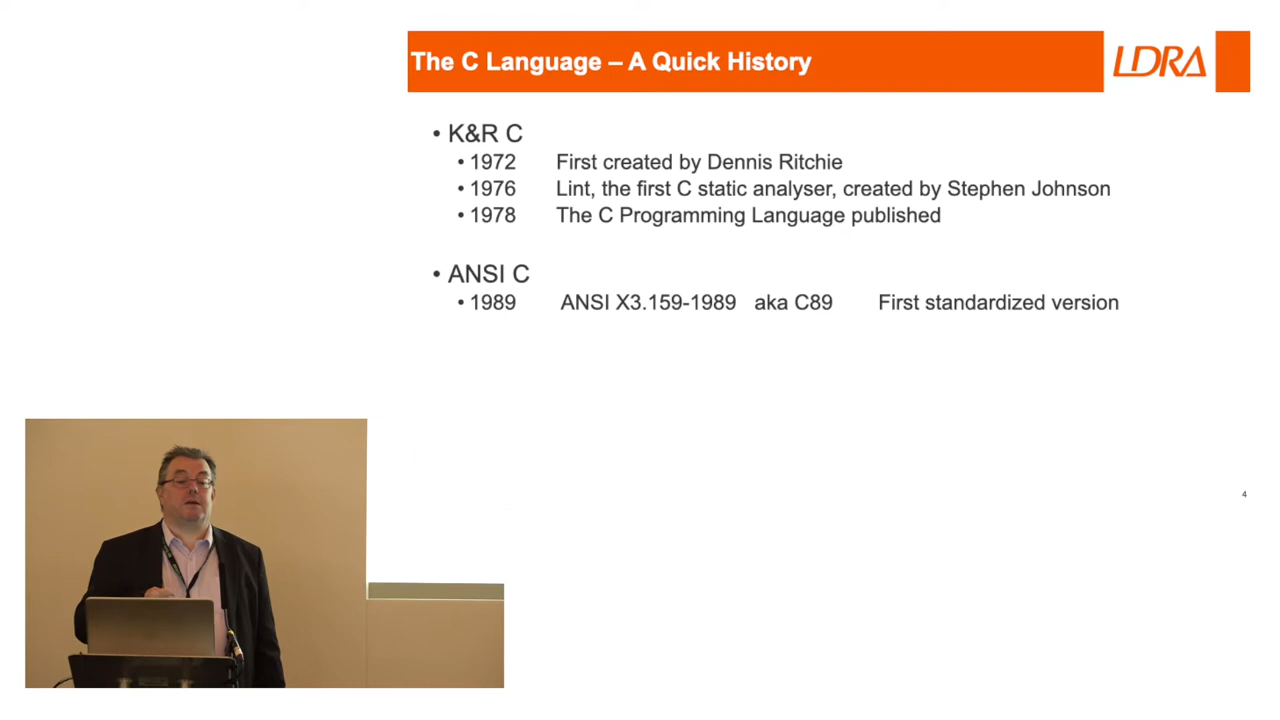 The C Language – A Quick History
LDRA
• K&R C
• 1972 First created by Dennis Ritchie
• 1976 Lint, the first C static analyser, created by Stephen Johnson
• 1978 The C Programming Language published
• ANSI C
• 1989 ANSI X3.159-1989 aka C89 First standardized version
4